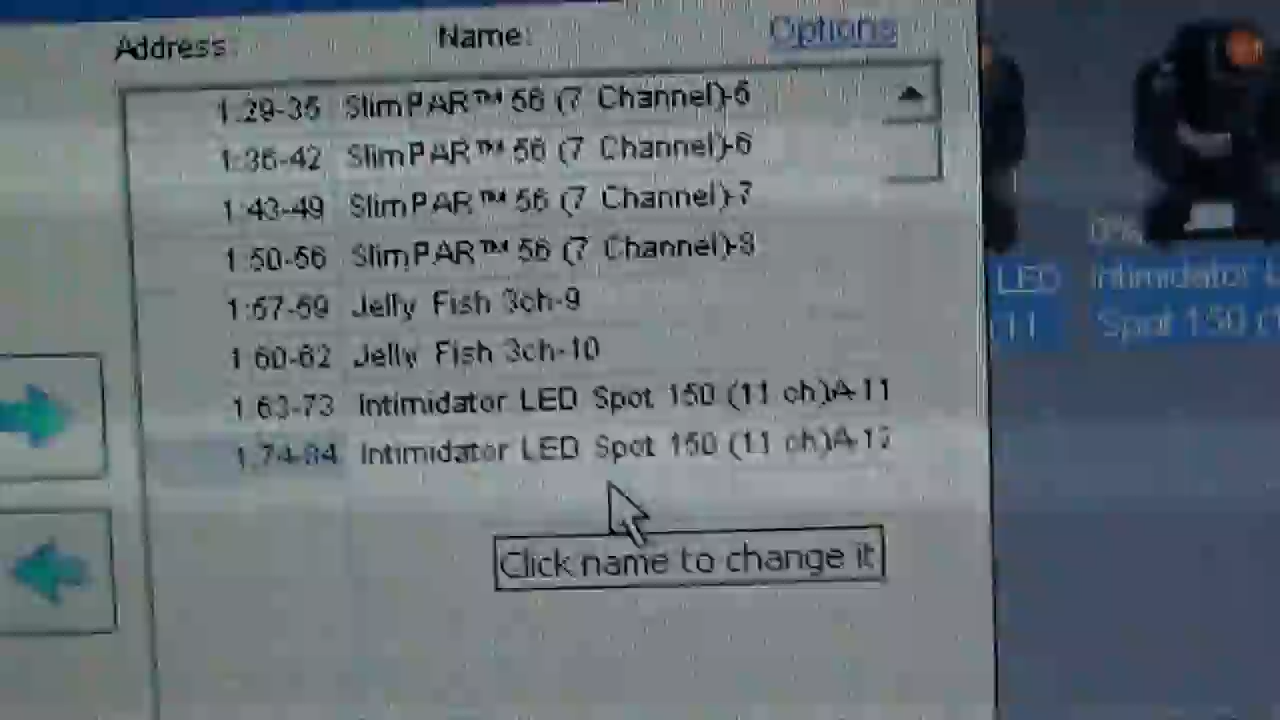 Address: Name: Options
1:29-35 SlimPAR™ 56 (7 Channel)-5
1:36-42 SlimPAR™ 56 (7 Channel)-6
1:43-49 SlimPAR™ 56 (7 Channel)-7
1:50-56 SlimPAR™ 56 (7 Channel)-8
1:57-59 Jelly Fish 3ch-9
1:60-62 Jelly Fish 3ch-10
1:63-73 Intimidator LED Spot 150 (11 ch)A-11
1:74-84 Intimidator LED Spot 150 (11 ch)A-12
Click name to change it
LED
11
0%
Intimidator
Spot 150